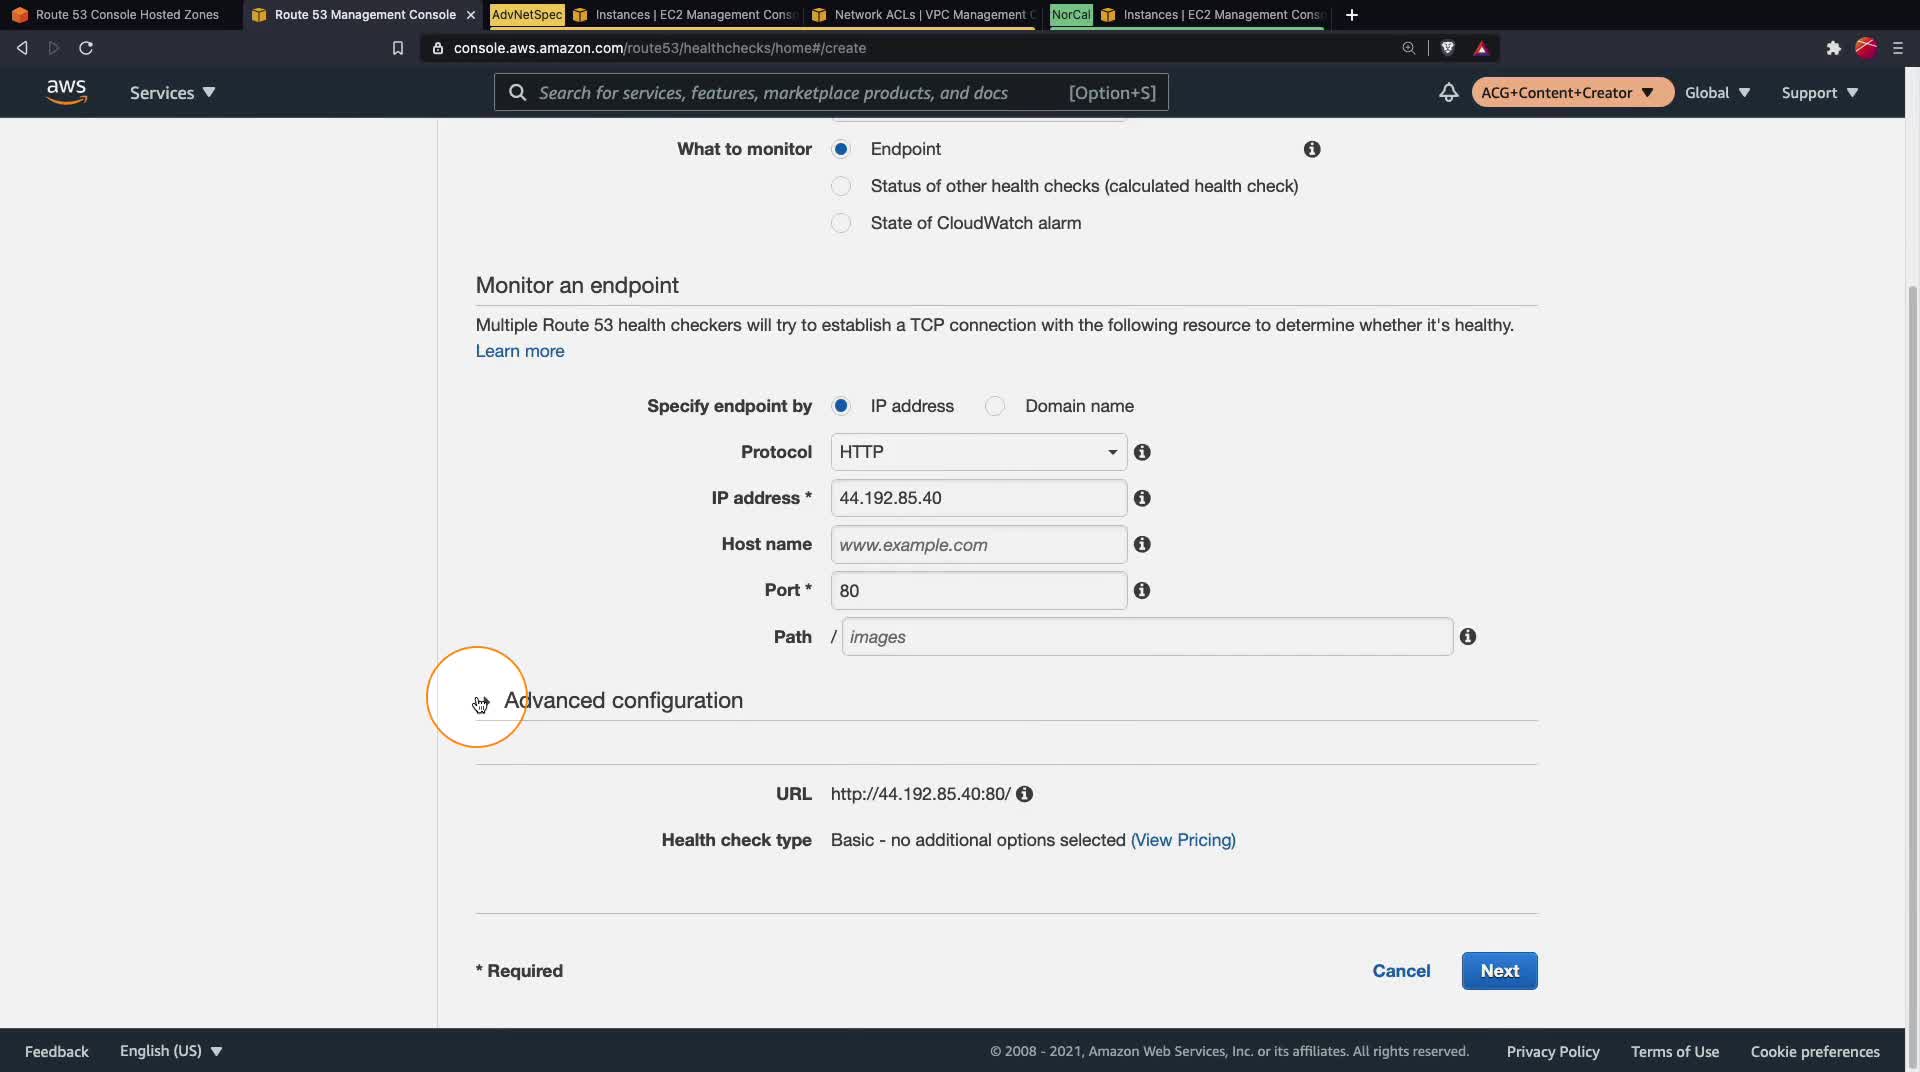 Route 53 Console Hosted Zones
Route 53 Management Console
AdvNetSpec
Instances | EC2 Management Conso
Network ACLs | VPC Management C
NorCal
Instances | EC2 Management Conso
console.aws.amazon.com/route53/healthchecks/home#/create
aws
Services
Search for services, features, marketplace products, and docs
[Option+S]
ACG+Content+Creator
Global
Support
What to monitor
Endpoint
Status of other health checks (calculated health check)
State of CloudWatch alarm
Monitor an endpoint
Multiple Route 53 health checkers will try to establish a TCP connection with the following resource to determine whether it's healthy.
Learn more
Specify endpoint by
IP address
Domain name
Protocol
HTTP
IP address *
44.192.85.40
Host name
www.example.com
Port *
80
Path
/
images
Advanced configuration
URL
http://44.192.85.40:80/
Health check type
Basic - no additional options selected (View Pricing)
* Required
Cancel
Next
Feedback
English (US)
© 2008 - 2021, Amazon Web Services, Inc. or its affiliates. All rights reserved.
Privacy Policy
Terms of Use
Cookie preferences